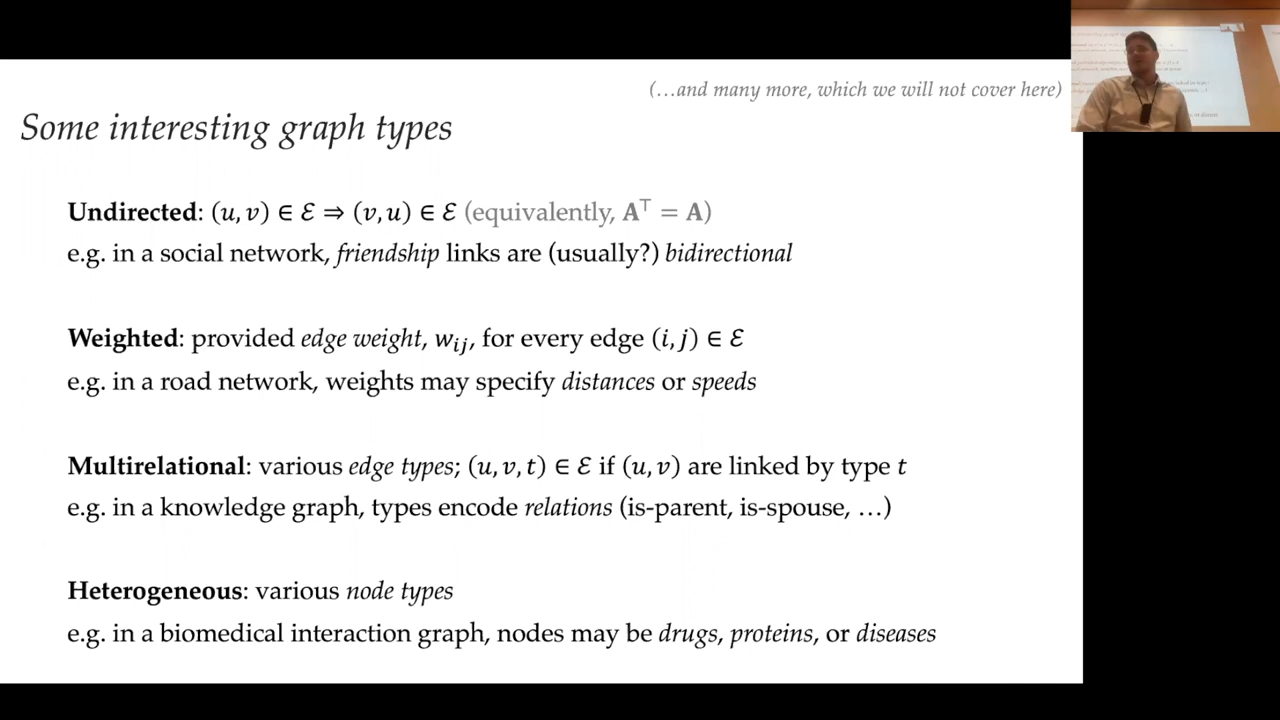 (…and many more, which we will not cover here)
Some interesting graph types
Undirected: (u, v) ∈ ℰ ⇒ (v, u) ∈ ℰ (equivalently, A⊤ = A)
e.g. in a social network, friendship links are (usually?) bidirectional
Weighted: provided edge weight, wᵢⱼ, for every edge (i, j) ∈ ℰ
e.g. in a road network, weights may specify distances or speeds
Multirelational: various edge types; (u, v, t) ∈ ℰ if (u, v) are linked by type t
e.g. in a knowledge graph, types encode relations (is-parent, is-spouse, …)
Heterogeneous: various node types
e.g. in a biomedical interaction graph, nodes may be drugs, proteins, or diseases